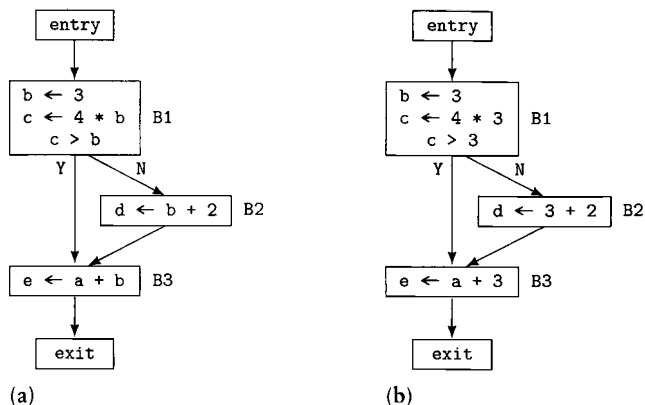 entry
b ← 3
c ← 4 * b
c > b
B1
Y
N
d ← b + 2
B2
e ← a + b
B3
exit
(a)
entry
b ← 3
c ← 4 * 3
c > 3
B1
Y
N
d ← 3 + 2
B2
e ← a + 3
B3
exit
(b)